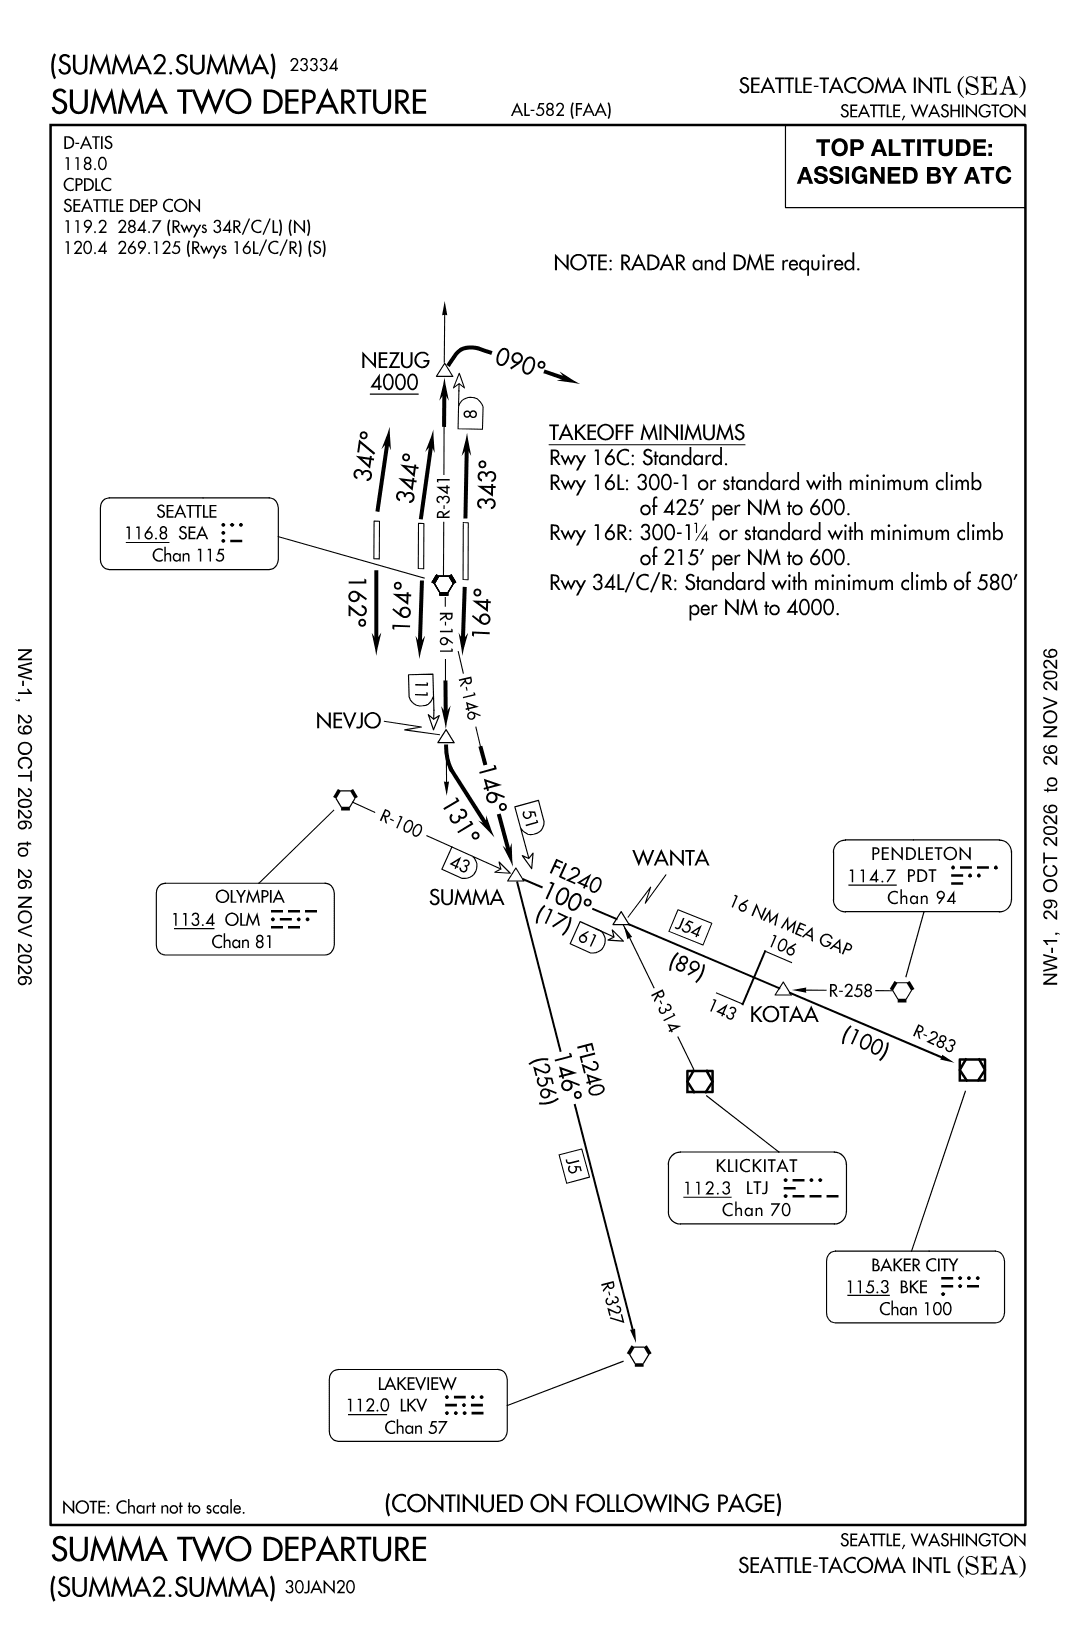 (SUMMA2.SUMMA) 23334
SUMMA TWO DEPARTURE
AL-582 (FAA)
SEATTLE-TACOMA INTL (SEA)
SEATTLE, WASHINGTON
D-ATIS
118.0
CPDLC
SEATTLE DEP CON
119.2 284.7 (Rwys 34R/C/L) (N)
120.4 269.125 (Rwys 16L/C/R) (S)
TOP ALTITUDE:
ASSIGNED BY ATC
NOTE: RADAR and DME required.
NEZUG
4000
090°
8
347°
344°
R-341
343°
TAKEOFF MINIMUMS
Rwy 16C: Standard.
Rwy 16L: 300-1 or standard with minimum climb
of 425' per NM to 600.
Rwy 16R: 300-1¼ or standard with minimum climb
of 215' per NM to 600.
Rwy 34L/C/R: Standard with minimum climb of 580'
per NM to 4000.
SEATTLE
116.8 SEA
Chan 115
162°
164°
R-161
164°
11
R-146
NEVJO
146°
131°
51
R-100
43
SUMMA
OLYMPIA
113.4 OLM
Chan 81
FL240
100°
(17)
61
WANTA
J54
(89)
16 NM MEA GAP
106
143
KOTAA
R-258
PENDLETON
114.7 PDT
Chan 94
R-314
(100)
R-283
FL240
146°
(256)
J5
R-327
KLICKITAT
112.3 LTJ
Chan 70
BAKER CITY
115.3 BKE
Chan 100
LAKEVIEW
112.0 LKV
Chan 57
NOTE: Chart not to scale.
(CONTINUED ON FOLLOWING PAGE)
SUMMA TWO DEPARTURE
(SUMMA2.SUMMA) 30JAN20
SEATTLE, WASHINGTON
SEATTLE-TACOMA INTL (SEA)
NW-1, 29 OCT 2026 to 26 NOV 2026
NW-1, 29 OCT 2026 to 26 NOV 2026